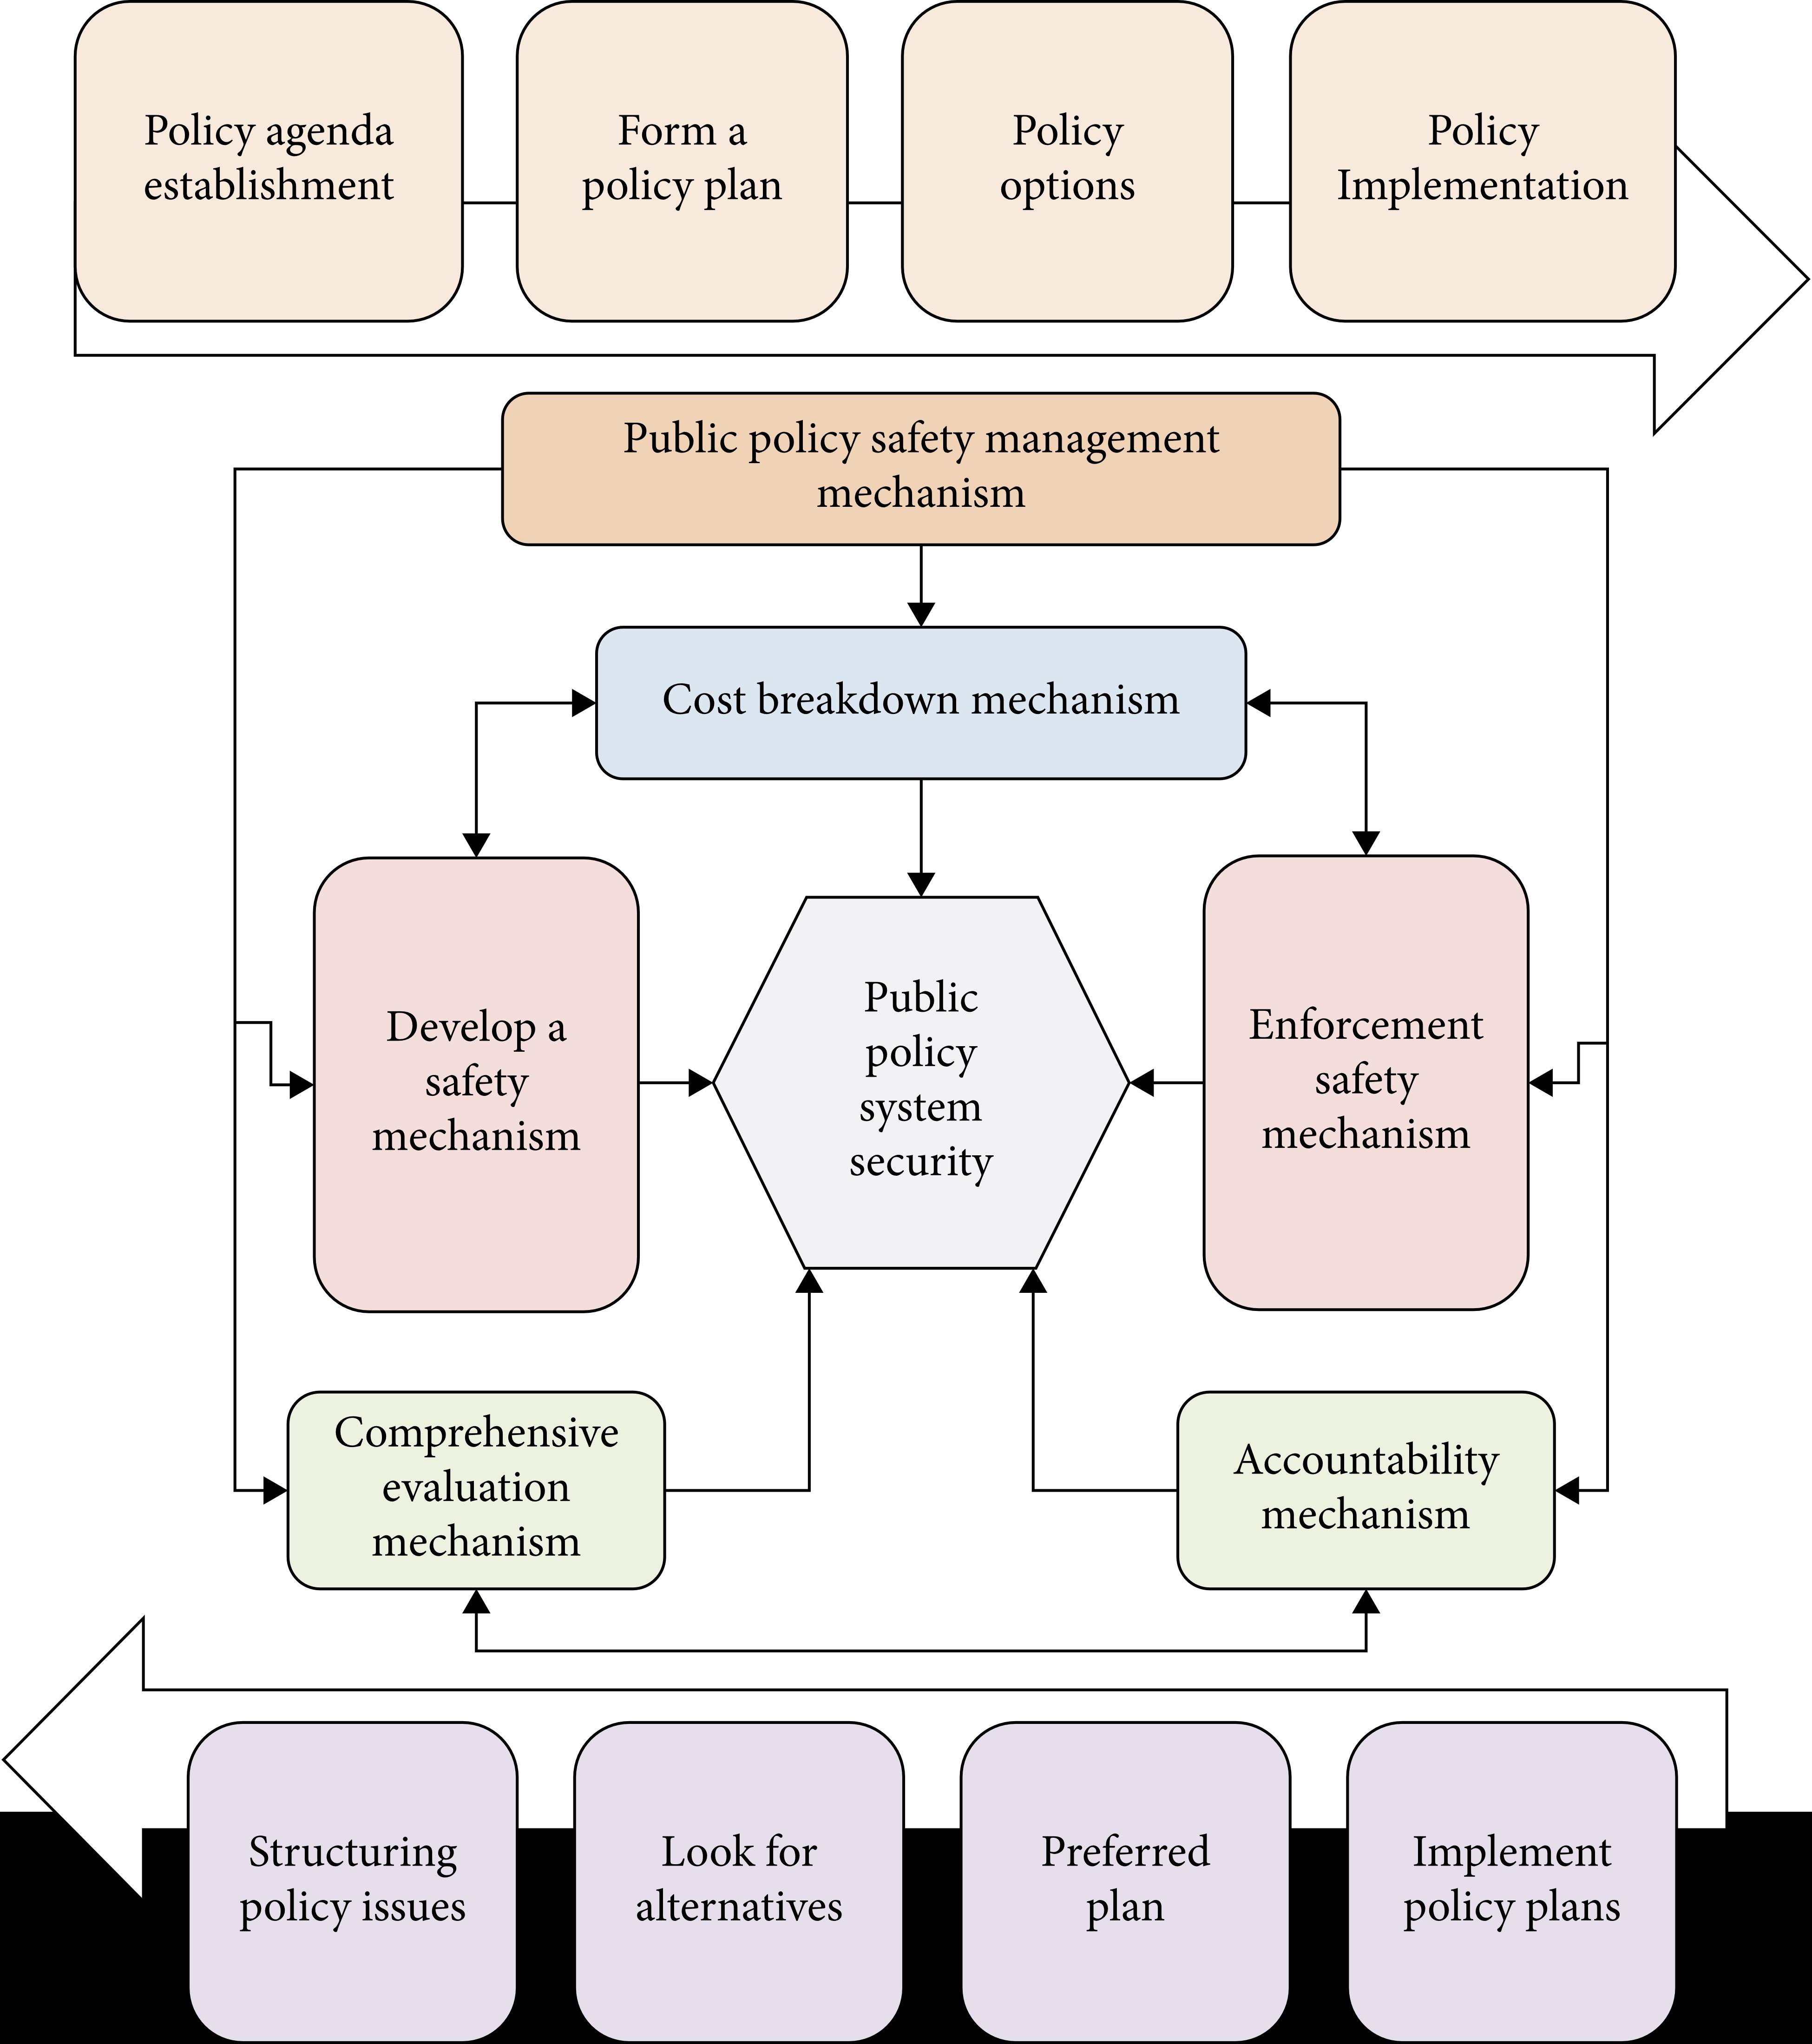 Policy agenda
establishment
Form a
policy plan
Policy
options
Policy
Implementation
Public policy safety management
mechanism
Cost breakdown mechanism
Develop a
safety
mechanism
Public
policy
system
security
Enforcement
safety
mechanism
Comprehensive
evaluation
mechanism
Accountability
mechanism
Structuring
policy issues
Look for
alternatives
Preferred
plan
Implement
policy plans